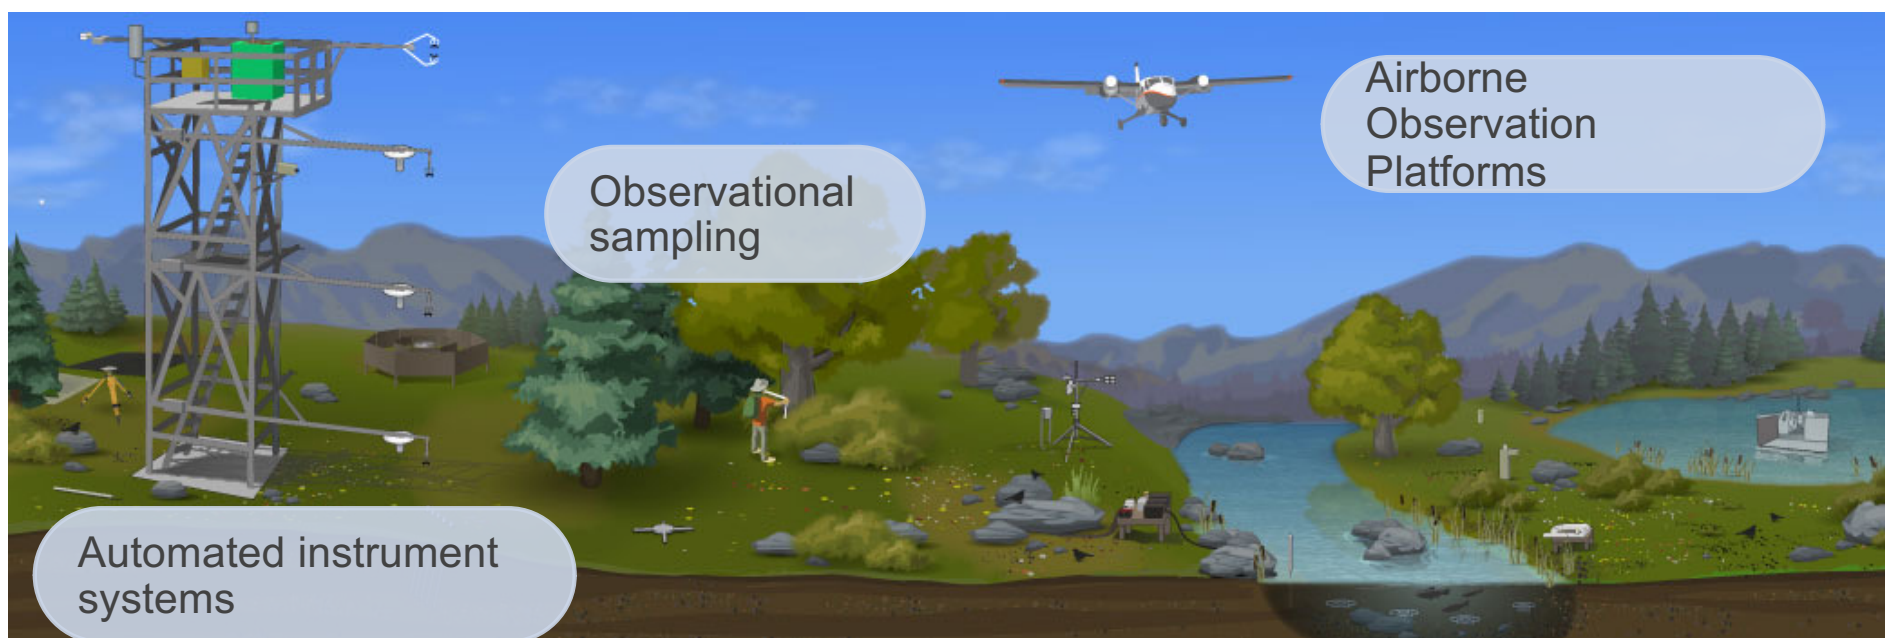 Airborne
Observation
Platforms
Observational
sampling
Automated instrument
systems